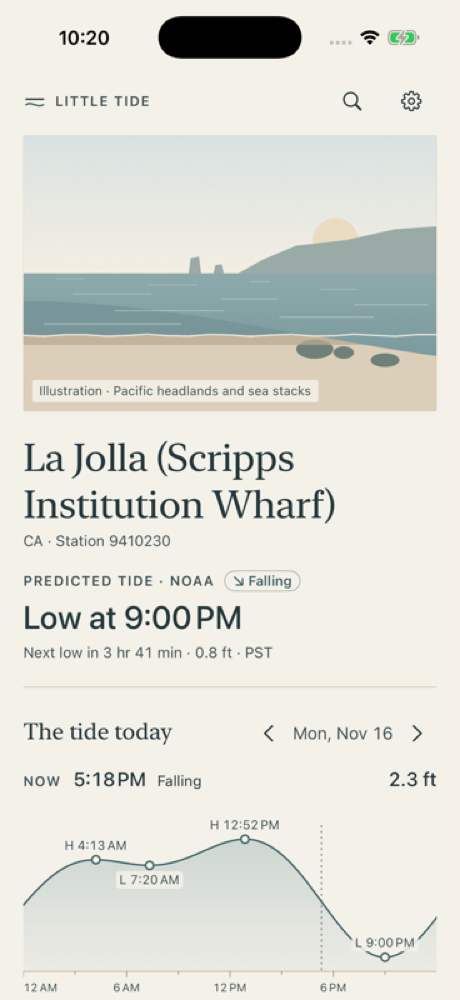 10:20
LITTLE TIDE
Illustration · Pacific headlands and sea stacks
La Jolla (Scripps
Institution Wharf)
CA · Station 9410230
PREDICTED TIDE · NOAA ↘ Falling
Low at 9:00 PM
Next low in 3 hr 41 min · 0.8 ft · PST
The tide today
Mon, Nov 16
NOW 5:18 PM Falling 2.3 ft
H 12:52 PM
H 4:13 AM
L 7:20 AM
L 9:00 PM
12 AM 6 AM 12 PM 6 PM